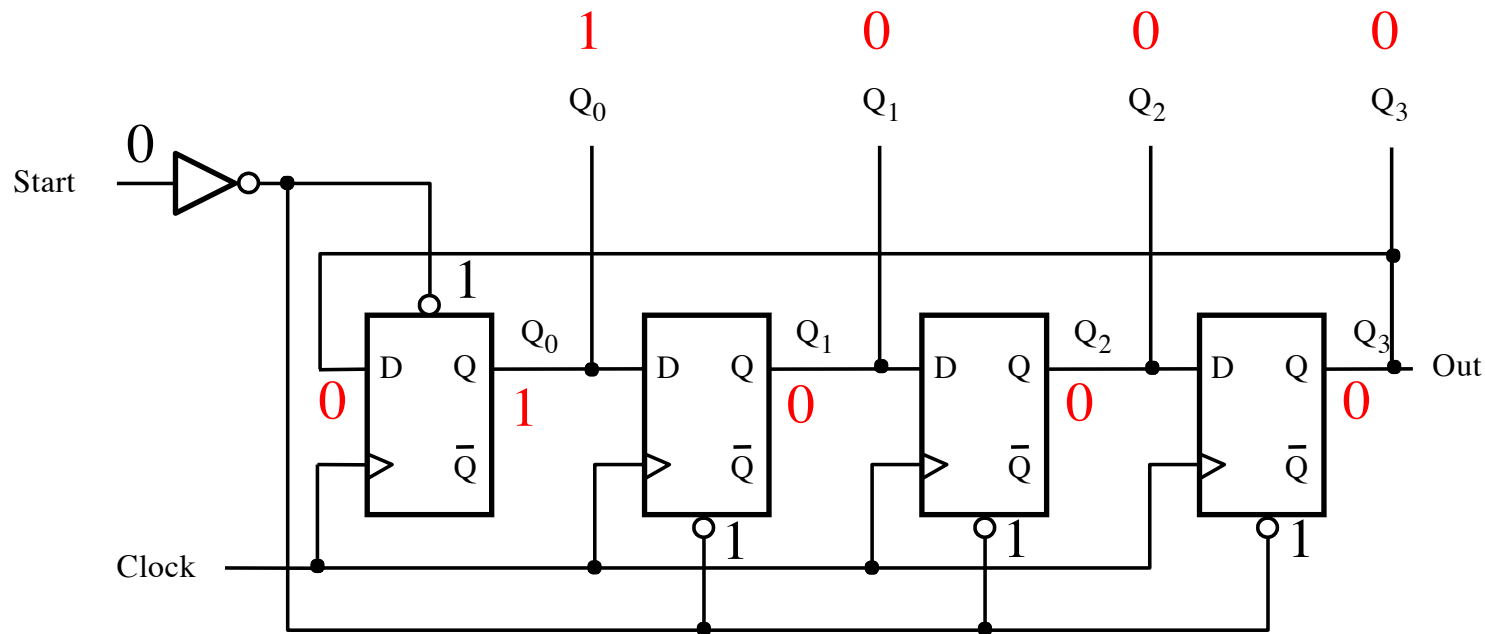 1 0 0 0
Q0 Q1 Q2 Q3
0
Start
1
Q0 Q1 Q2 Q3
D Q D Q D Q D Q Out
0 1 0 0 0
Q̅ Q̅ Q̅ Q̅
1 1 1
Clock